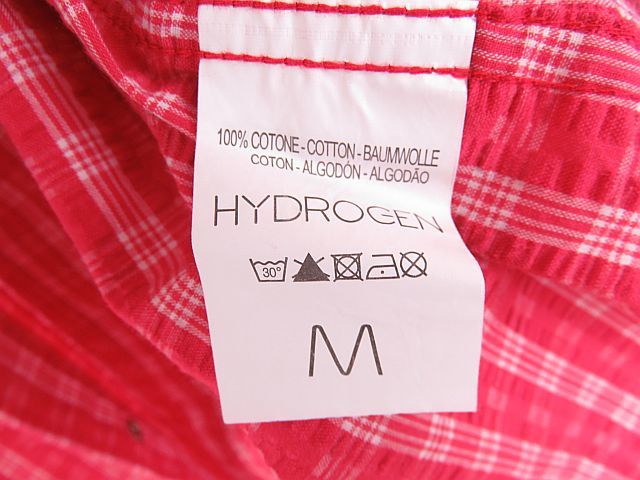 100% COTONE - COTTON - BAUMWOLLE
COTON - ALGODÓN - ALGODÃO
HYDROGEN
30°
M